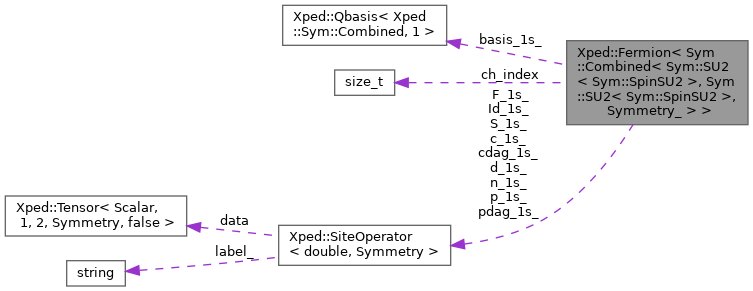 Xped::Qbasis< Xped
::Sym::Combined, 1 >
basis_1s_
Xped::Fermion< Sym
::Combined< Sym::SU2
< Sym::SpinSU2 >, Sym
::SU2< Sym::SpinSU2 >,
Symmetry_ > >
size_t
ch_index
F_1s_
Id_1s_
S_1s_
c_1s_
cdag_1s_
d_1s_
n_1s_
p_1s_
pdag_1s_
Xped::Tensor< Scalar,
1, 2, Symmetry, false >
data
Xped::SiteOperator
< double, Symmetry >
label_
string